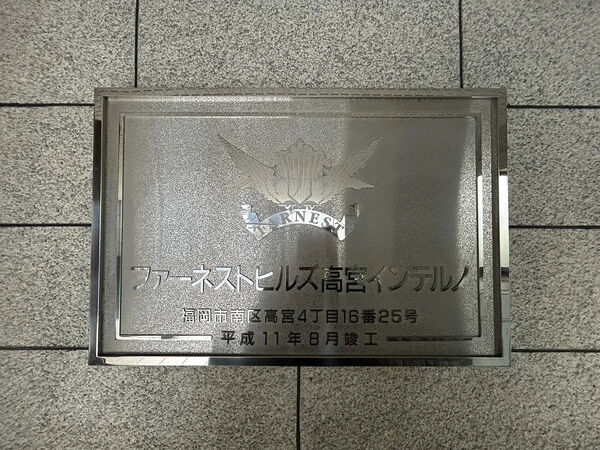 FARNEST
ファーネストヒルズ高宮インテルノ
福岡市南区高宮4丁目16番25号
平成11年8月竣工